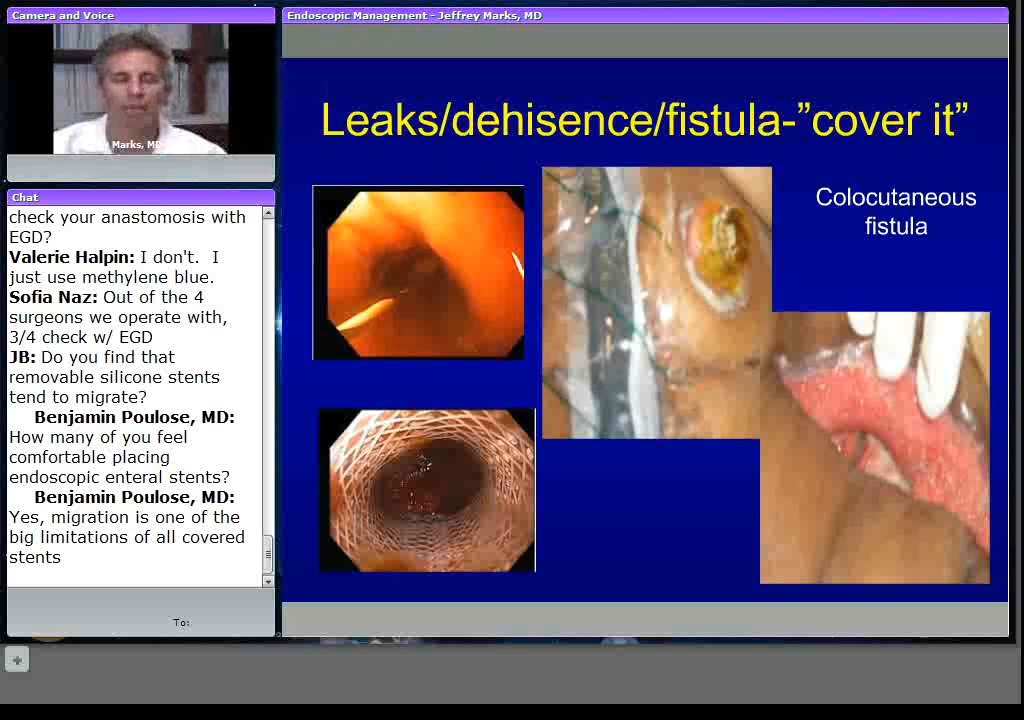 Camera and Voice
Marks, MD
Chat
check your anastomosis with
EGD?
Valerie Halpin: I don't. I
just use methylene blue.
Sofia Naz: Out of the 4
surgeons we operate with,
3/4 check w/ EGD
JB: Do you find that
removable silicone stents
tend to migrate?
Benjamin Poulose, MD:
How many of you feel
comfortable placing
endoscopic enteral stents?
Benjamin Poulose, MD:
Yes, migration is one of the
big limitations of all covered
stents
To:
Endoscopic Management - Jeffrey Marks, MD
Leaks/dehisence/fistula-”cover it”
Colocutaneous
fistula